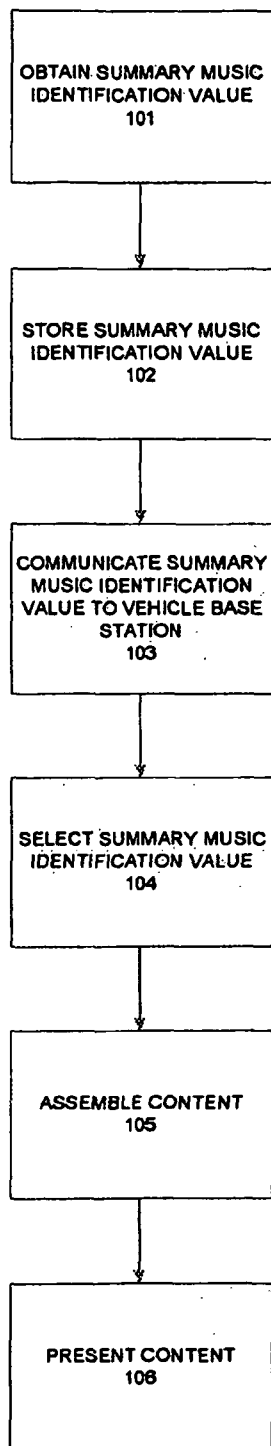 OBTAIN SUMMARY MUSIC
IDENTIFICATION VALUE
101
STORE SUMMARY MUSIC
IDENTIFICATION VALUE
102
COMMUNICATE SUMMARY
MUSIC IDENTIFICATION
VALUE TO VEHICLE BASE
STATION
103
SELECT SUMMARY MUSIC
IDENTIFICATION VALUE
104
ASSEMBLE CONTENT
105
PRESENT CONTENT
106